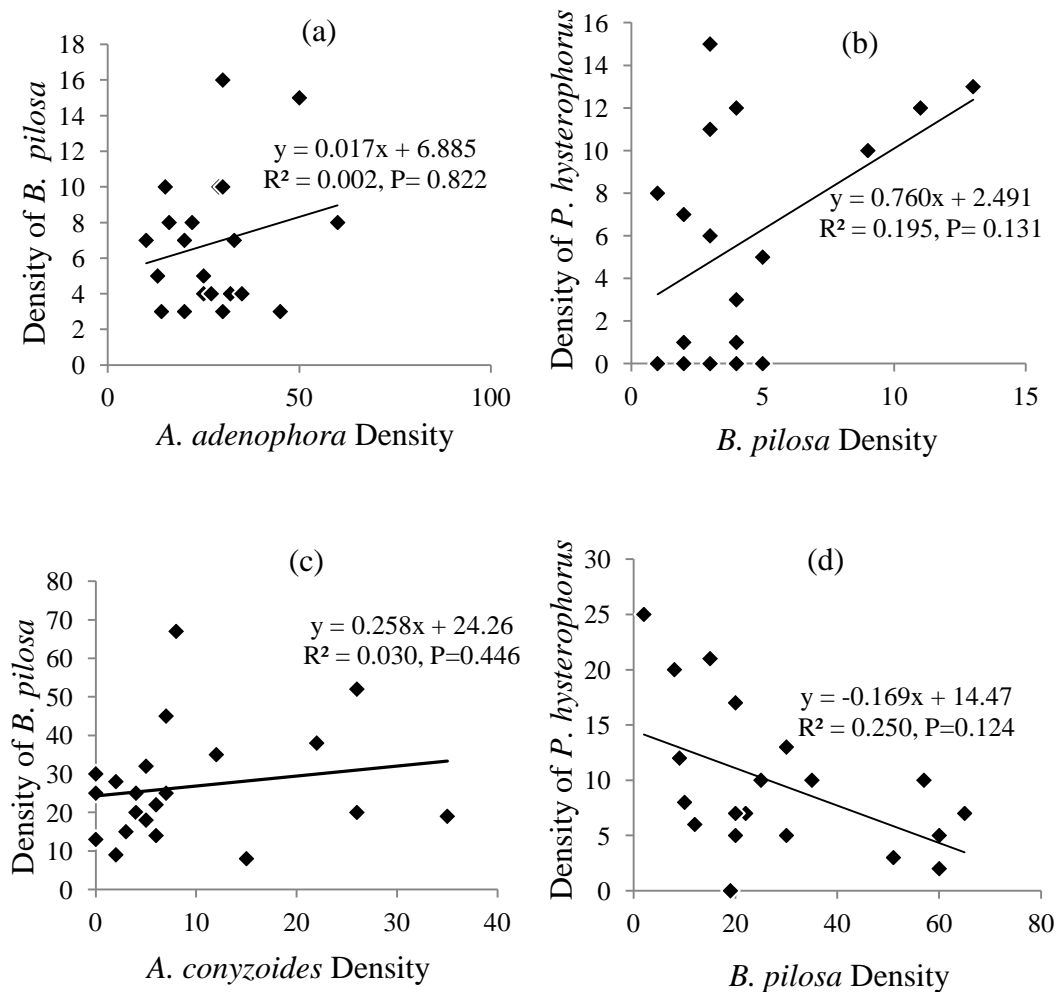 (a)
18
16
14
12
10
8
6
4
2
0
Density of B. pilosa
y = 0.017x + 6.885
R² = 0.002, P= 0.822
0 50 100
A. adenophora Density
(b)
16
14
12
10
8
6
4
2
0
Density of P. hysterophorus
y = 0.760x + 2.491
R² = 0.195, P= 0.131
0 5 10 15
B. pilosa Density
(c)
80
70
60
50
40
30
20
10
0
Density of B. pilosa
y = 0.258x + 24.26
R² = 0.030, P=0.446
0 10 20 30 40
A. conyzoides Density
(d)
30
25
20
15
10
5
0
Density of P. hysterophorus
y = -0.169x + 14.47
R² = 0.250, P=0.124
0 20 40 60 80
B. pilosa Density